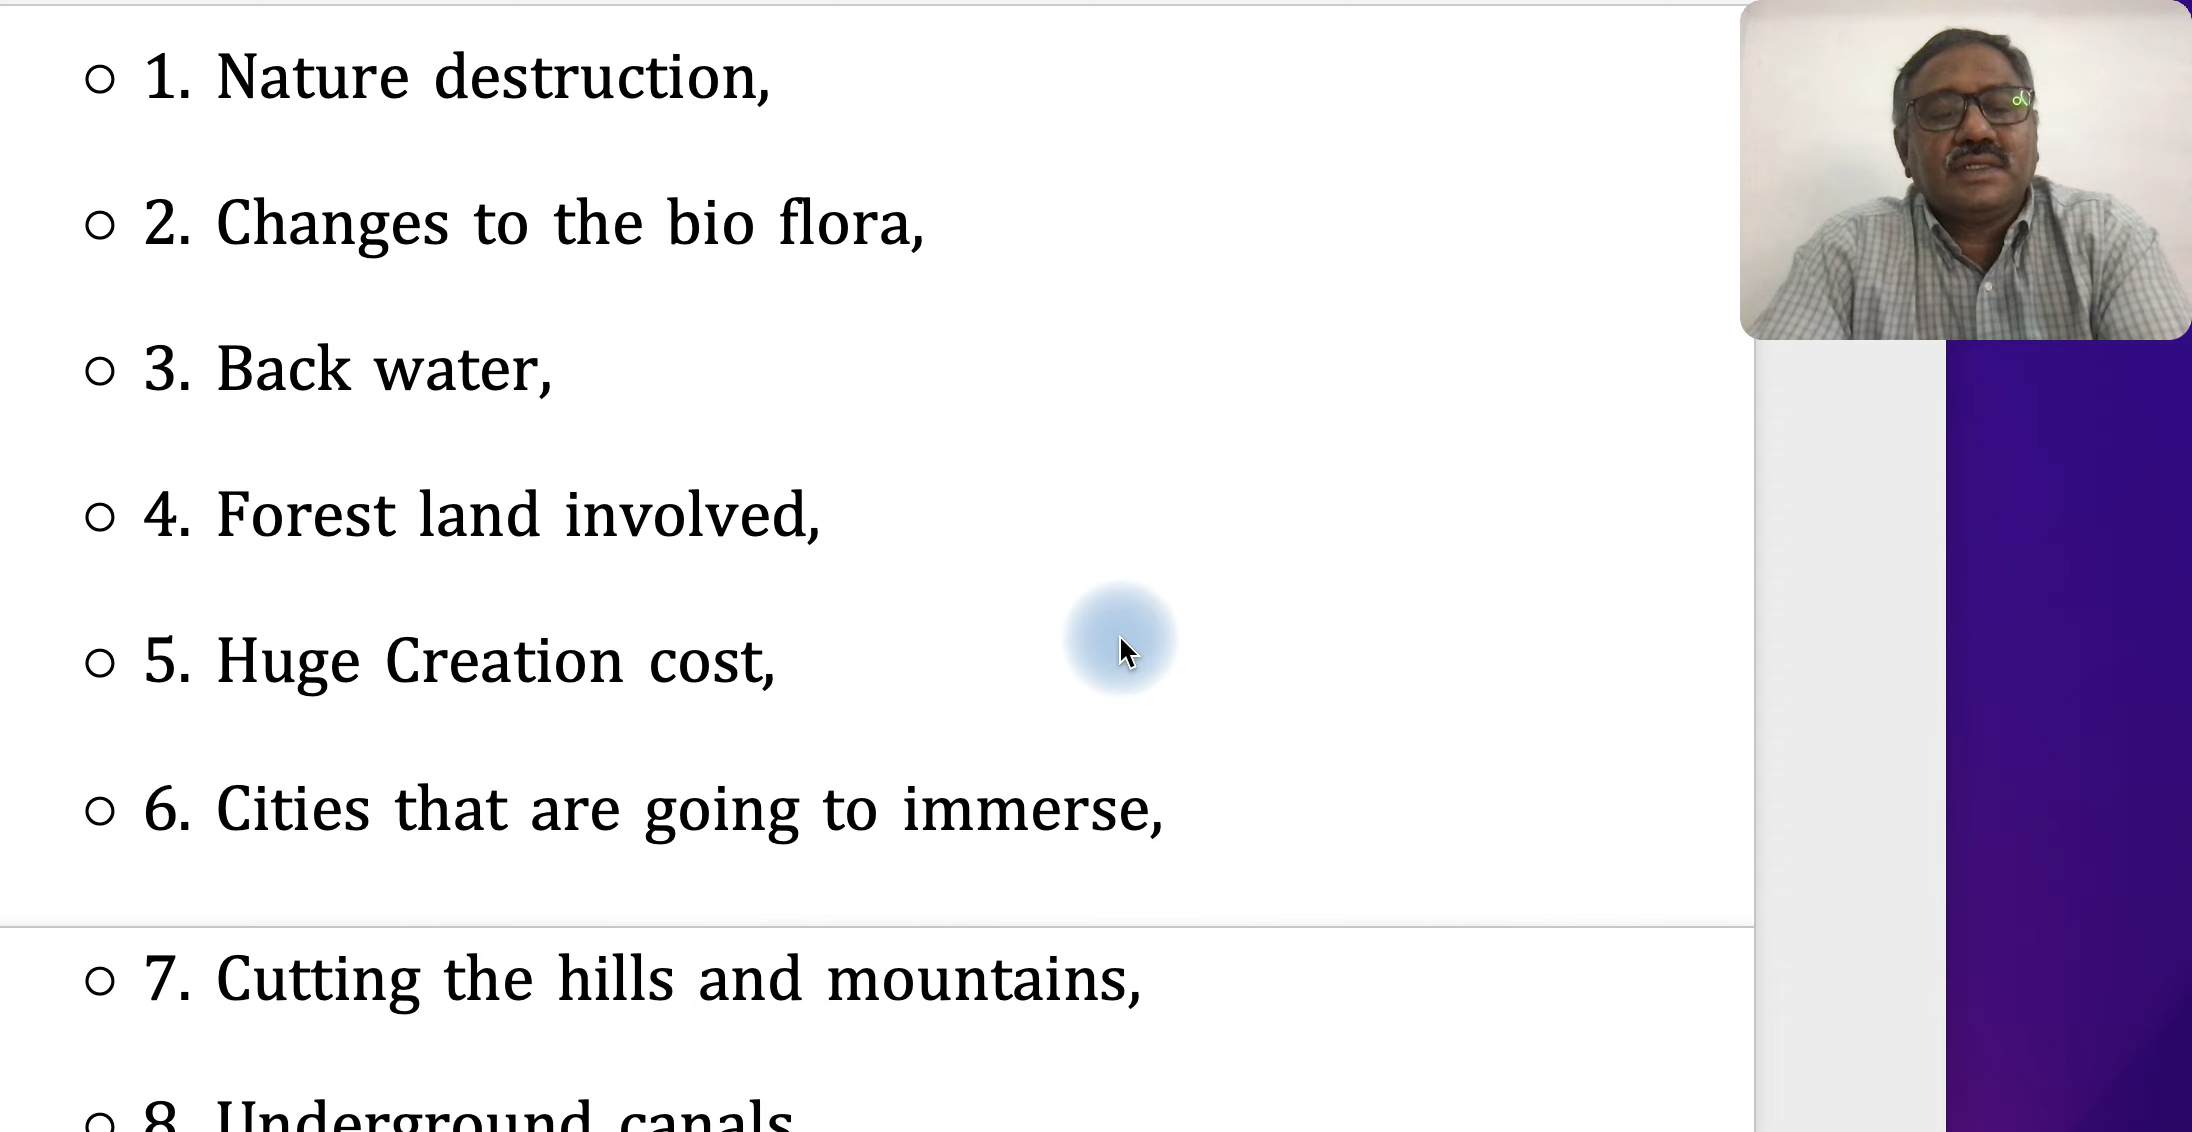 ○ 1. Nature destruction,
○ 2. Changes to the bio flora,
○ 3. Back water,
○ 4. Forest land involved,
○ 5. Huge Creation cost,
○ 6. Cities that are going to immerse,
○ 7. Cutting the hills and mountains,
○ 8. Underground canals